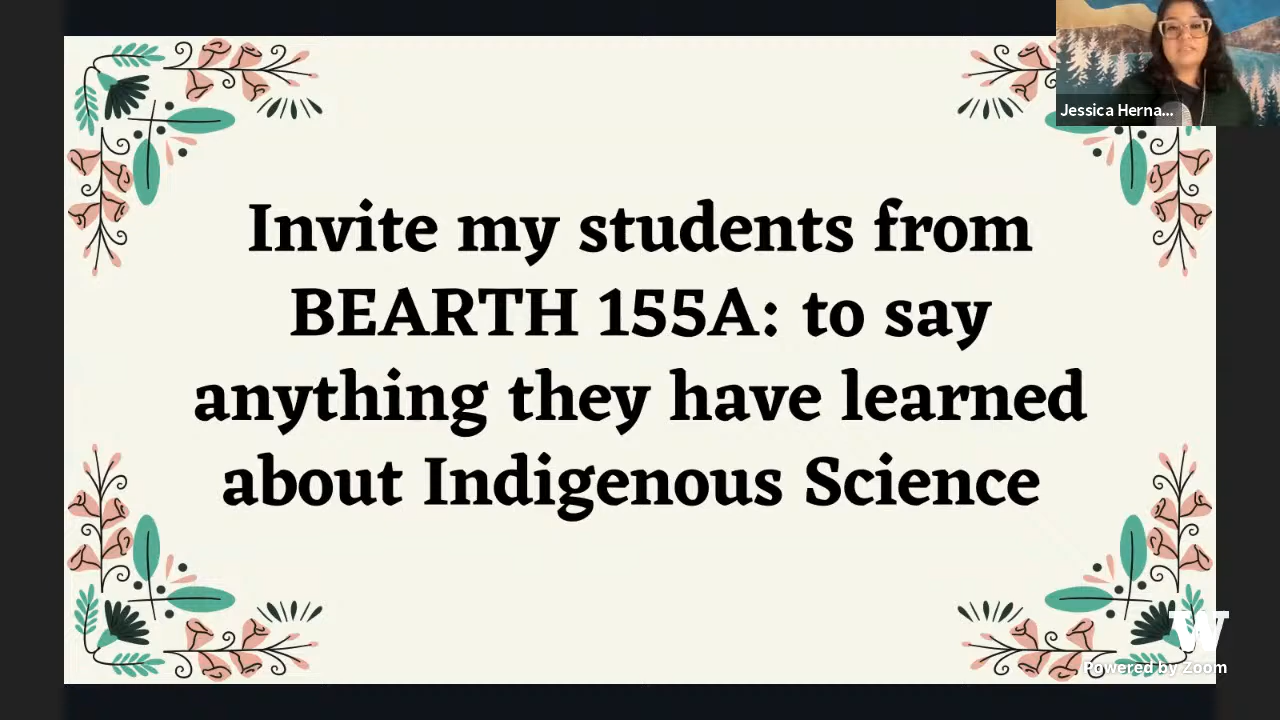 Jessica Herna...
Invite my students from
BEARTH 155A: to say
anything they have learned
about Indigenous Science
W
Powered by Zoom